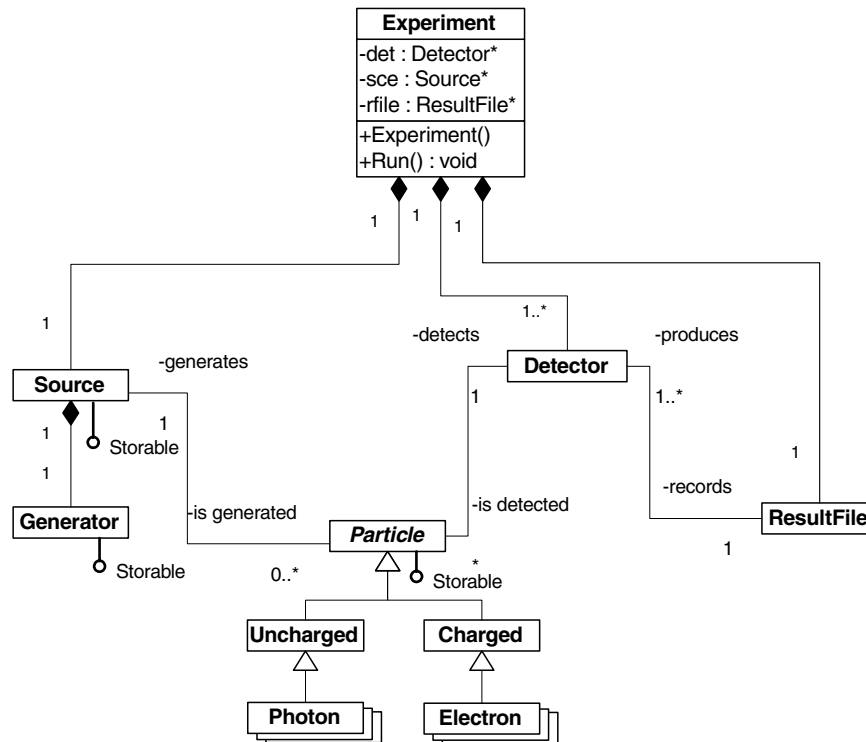 Experiment
-det : Detector*
-sce : Source*
-rfile : ResultFile*
+Experiment()
+Run() : void
1
1
1
1
1..*
-detects
-produces
-generates
Detector
Source
1
1..*
1
1
Storable
1
1
-records
-is generated
-is detected
Generator
Particle
ResultFile
1
Storable
0..*
*
Storable
Uncharged
Charged
Photon
Electron